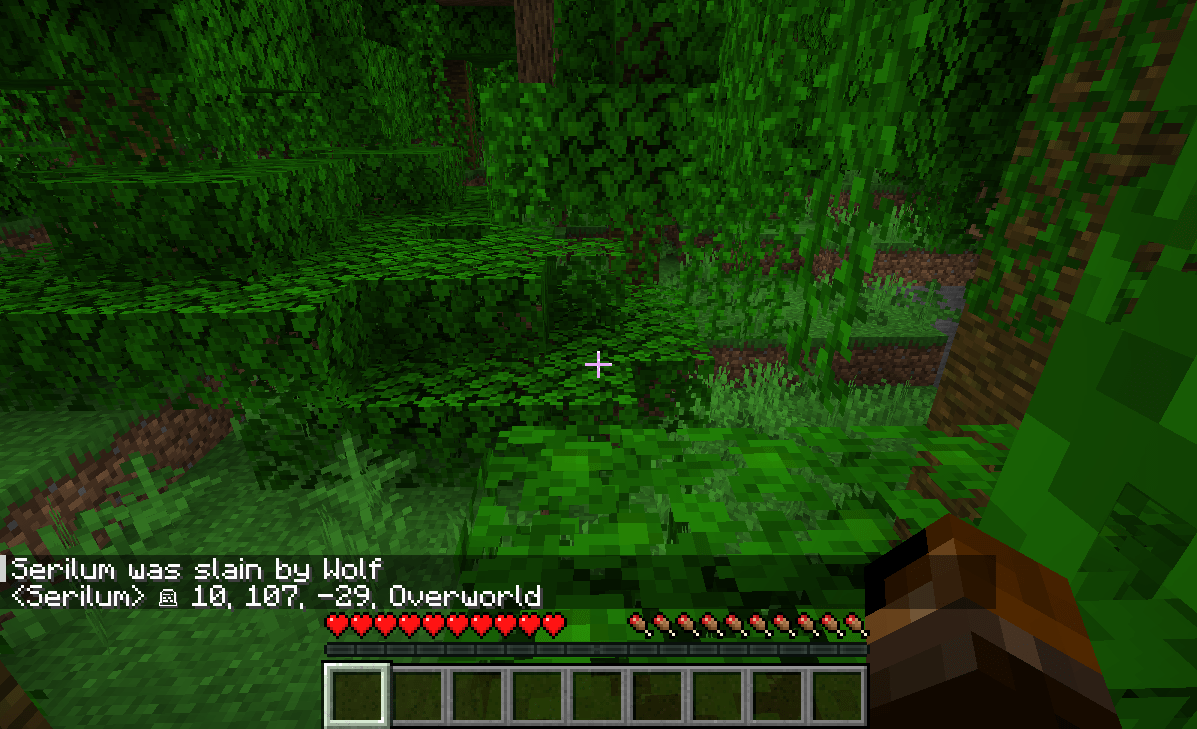 Serilum was slain by Wolf
<Serilum> 🪦 10, 107, -29, Overworld